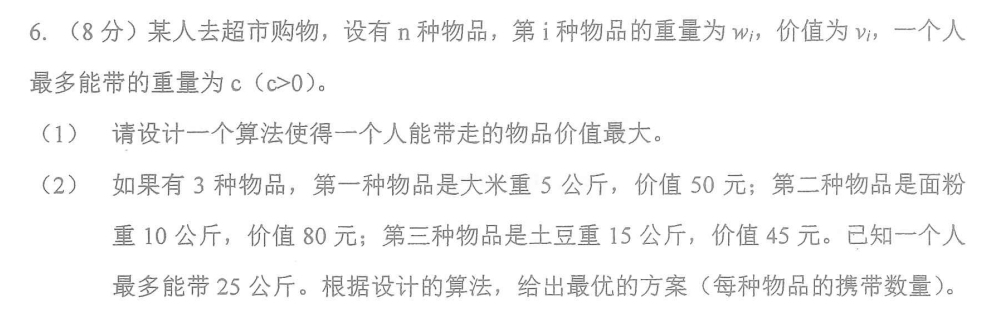 6. （8 分）某人去超市购物，设有 n 种物品，第 i 种物品的重量为 wi，价值为 vi，一个人
最多能带的重量为 c（c>0）。
（1） 请设计一个算法使得一个人能带走的物品价值最大。
（2） 如果有 3 种物品，第一种物品是大米重 5 公斤，价值 50 元；第二种物品是面粉
重 10 公斤，价值 80 元；第三种物品是土豆重 15 公斤，价值 45 元。已知一个人
最多能带 25 公斤。根据设计的算法，给出最优的方案（每种物品的携带数量）。